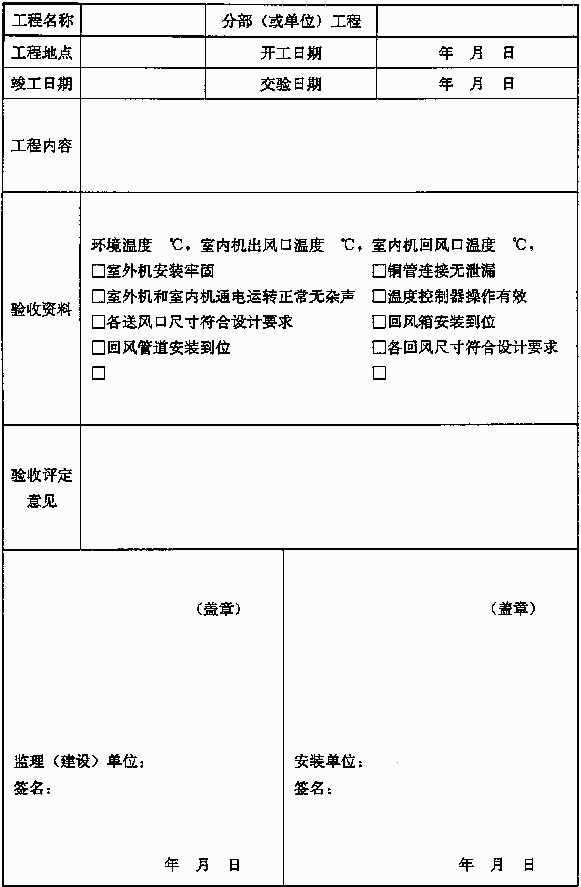 工程名称 分部（或单位）工程
工程地点 开工日期 年 月 日
竣工日期 交验日期 年 月 日
工程内容
验收资料
环境温度 ℃，室内机出风口温度 ℃，室内机回风口温度 ℃，
□室外机安装牢固 □铜管连接无泄漏
□室外机和室内机通电运转正常无杂声 □温度控制器操作有效
□各送风口尺寸符合设计要求 □回风箱安装到位
□回风管道安装到位 □各回风尺寸符合设计要求
□ □
验收评定
意见
（盖章） （盖章）
监理（建设）单位： 安装单位：
签名： 签名：
年 月 日 年 月 日